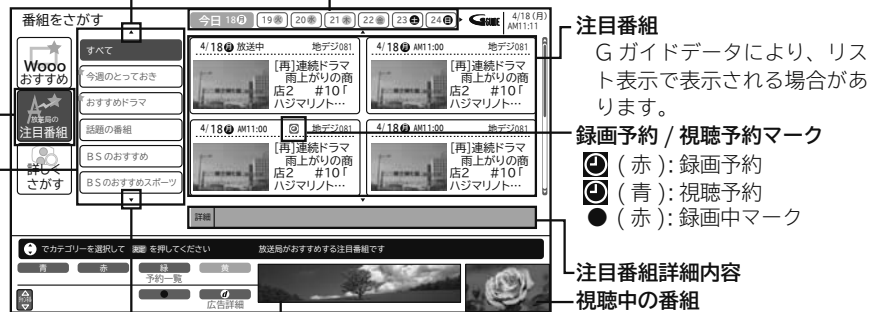 番組をさがす
今日 18月 19火 20水 21木 22金 23土 24日
GGUIDE
4/18(月)
AM11:11
Wooo
おすすめ
放送局の
注目番組
詳しく
さがす
すべて
今週のとっておき
おすすめドラマ
話題の番組
BSのおすすめ
BSのおすすめスポーツ
4/18月 放送中 地デジ081
[再]連続ドラマ
雨上がりの商
店2 #10「
ハジマリノト…
4/18月 AM11:00 地デジ081
[再]連続ドラマ
雨上がりの商
店2 #10「
ハジマリノト…
4/18月 AM11:00 地デジ081
[再]連続ドラマ
雨上がりの商
店2 #10「
ハジマリノト…
4/18月 AM11:00 地デジ081
[再]連続ドラマ
雨上がりの商
店2 #10「
ハジマリノト…
詳細
でカテゴリーを選択して 決定 を押してください 放送局がおすすめする注目番組です
青 赤 緑 黄
予約一覧
d
広告詳細
注目番組
G ガイドデータにより、リス
ト表示で表示される場合があ
ります。
録画予約 / 視聴予約マーク
( 赤 ): 録画予約
( 青 ): 視聴予約
● ( 赤 ): 録画中マーク
注目番組詳細内容
視聴中の番組